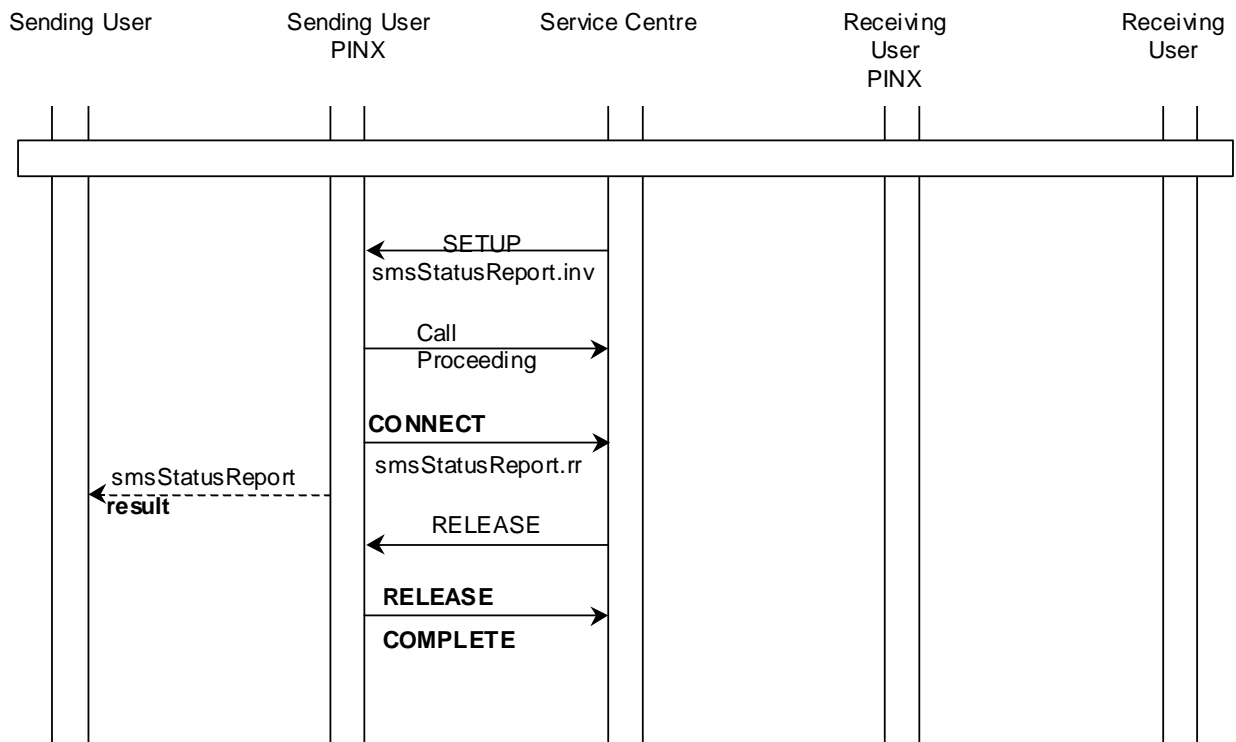 Sending User
Sending User
PINX
Service Centre
Receiving
User
PINX
Receiving
User
SETUP
smsStatusReport.inv
Call
Proceeding
CONNECT
smsStatusReport.rr
smsStatusReport
result
RELEASE
RELEASE
COMPLETE